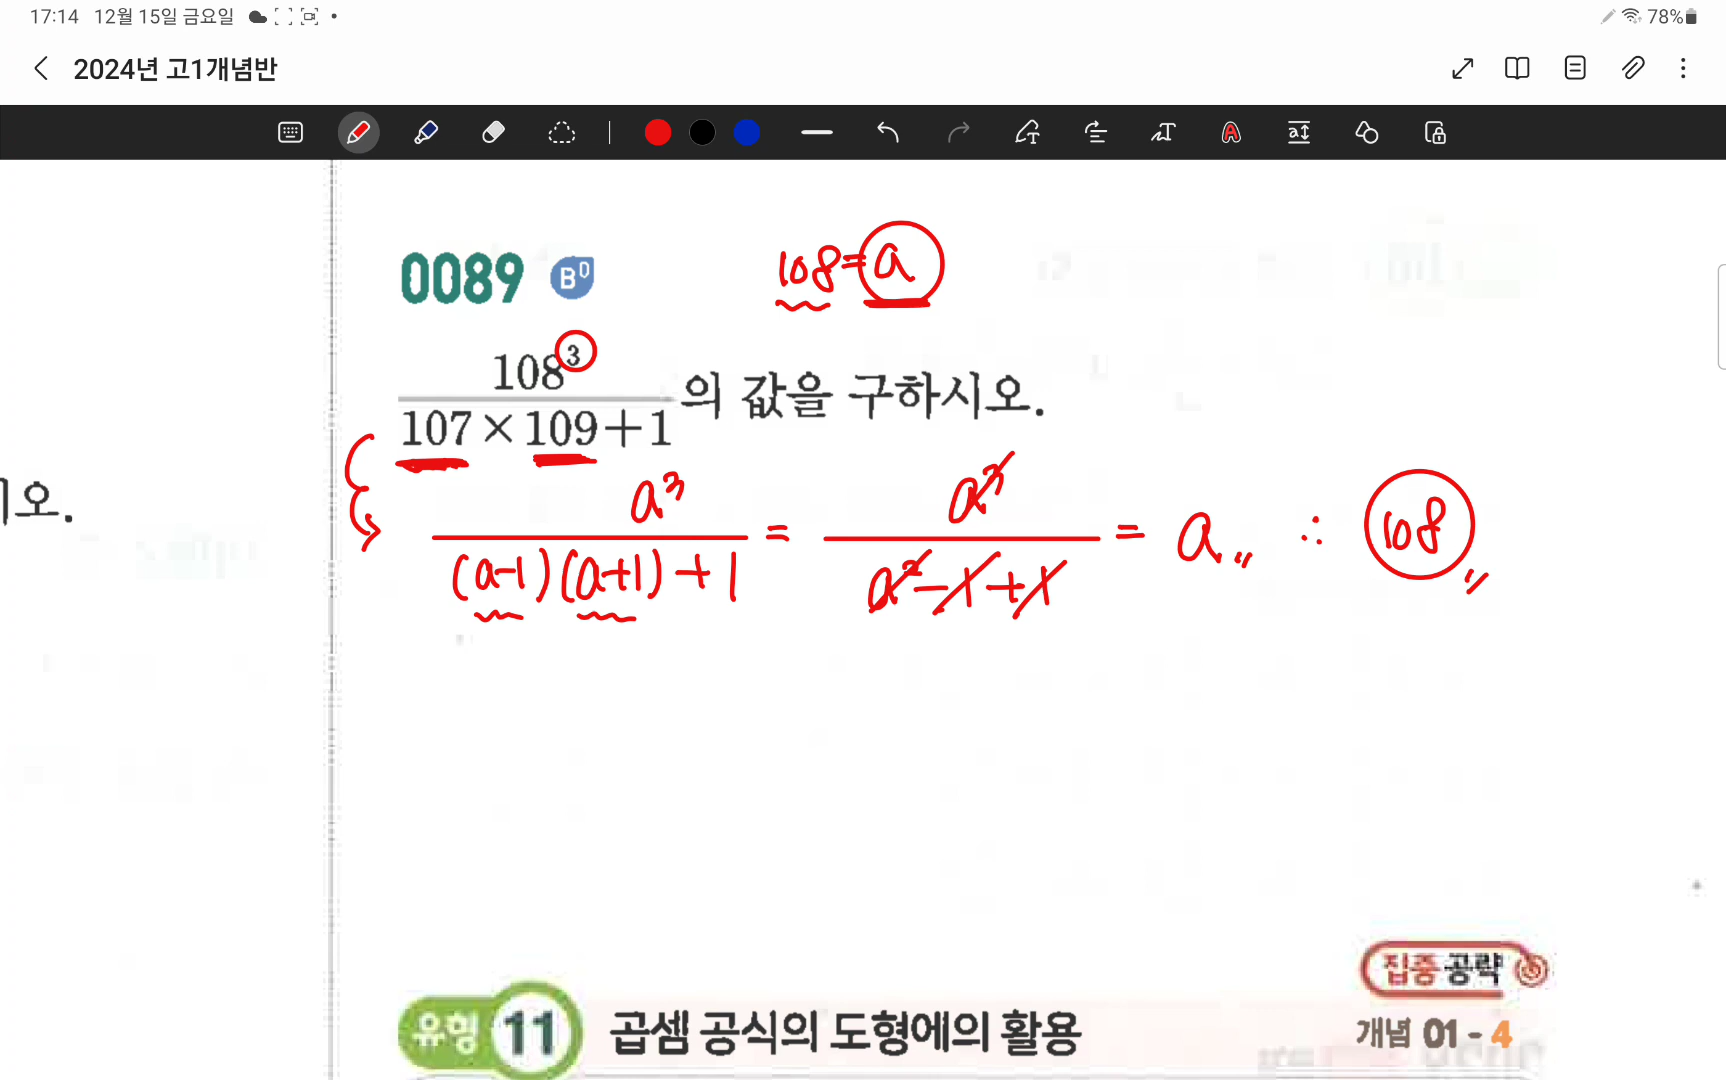 17:14 12월 15일 금요일
78%
2024년 고1개념반
0089 B0
108=a
108³
107×109+1
의 값을 구하시오.
시오.
a³
(a-1)(a+1)+1
=
a³
a²-1+1
= a〃 ∴ 108〃
집중공략
유형 11 곱셈 공식의 도형에의 활용
개념 01-4